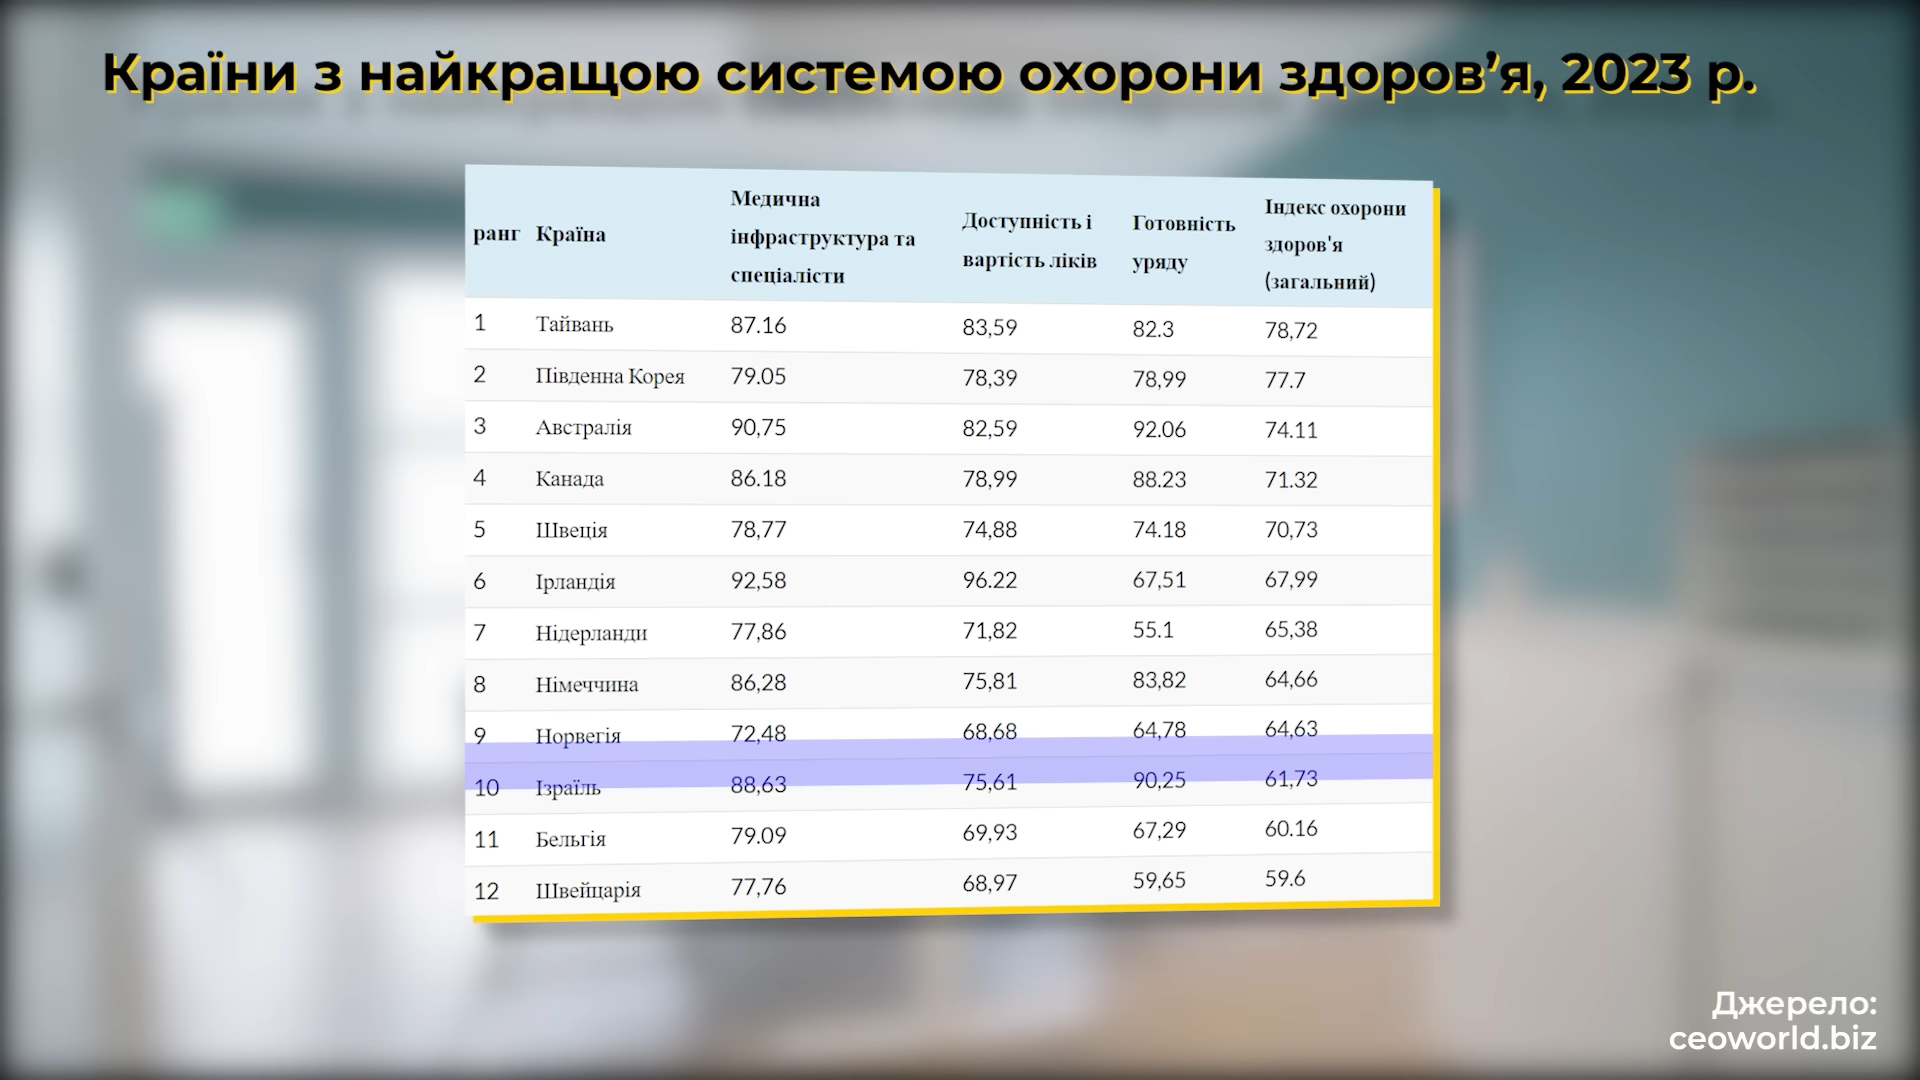 Країни з найкращою системою охорони здоров’я, 2023 р.
ранг Країна Медична інфраструктура та спеціалісти Доступність і вартість ліків Готовність уряду Індекс охорони здоров'я (загальний)
1 Тайвань 87.16 83,59 82.3 78,72
2 Південна Корея 79.05 78,39 78,99 77.7
3 Австралія 90,75 82,59 92.06 74.11
4 Канада 86.18 78,99 88.23 71.32
5 Швеція 78,77 74,88 74.18 70,73
6 Ірландія 92,58 96.22 67,51 67,99
7 Нідерланди 77,86 71,82 55.1 65,38
8 Німеччина 86,28 75,81 83,82 64,66
9 Норвегія 72,48 68,68 64,78 64,63
10 Ізраїль 88,63 75,61 90,25 61,73
11 Бельгія 79.09 69,93 67,29 60.16
12 Швейцарія 77,76 68,97 59,65 59.6
Джерело:
ceoworld.biz